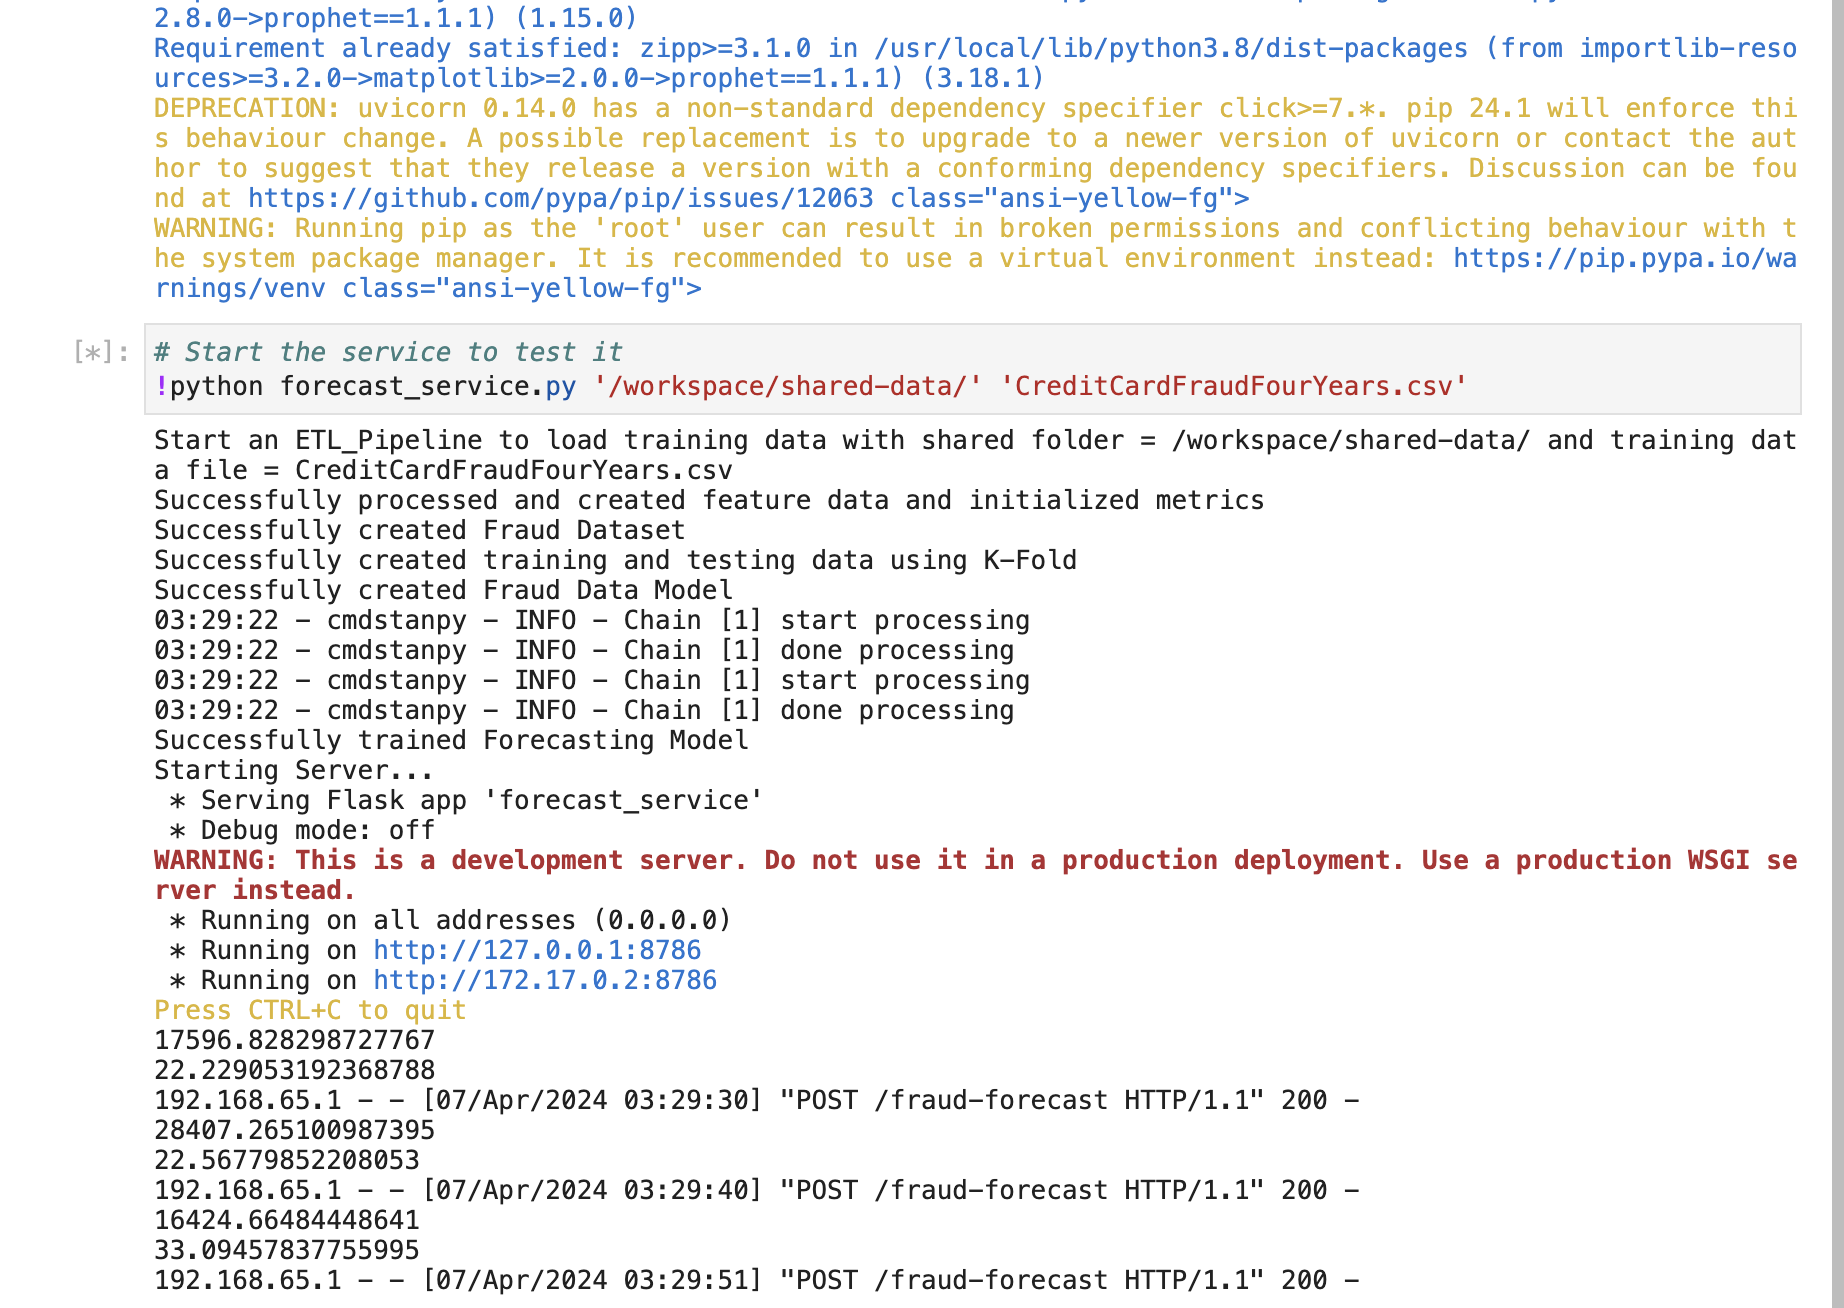 2.8.0->prophet==1.1.1) (1.15.0)
Requirement already satisfied: zipp>=3.1.0 in /usr/local/lib/python3.8/dist-packages (from importlib-reso
urces>=3.2.0->matplotlib>=2.0.0->prophet==1.1.1) (3.18.1)
DEPRECATION: uvicorn 0.14.0 has a non-standard dependency specifier click>=7.*. pip 24.1 will enforce thi
s behaviour change. A possible replacement is to upgrade to a newer version of uvicorn or contact the aut
hor to suggest that they release a version with a conforming dependency specifiers. Discussion can be fou
nd at https://github.com/pypa/pip/issues/12063 class="ansi-yellow-fg">
WARNING: Running pip as the 'root' user can result in broken permissions and conflicting behaviour with t
he system package manager. It is recommended to use a virtual environment instead: https://pip.pypa.io/wa
rnings/venv class="ansi-yellow-fg">
[*]: # Start the service to test it
!python forecast_service.py '/workspace/shared-data/' 'CreditCardFraudFourYears.csv'
Start an ETL_Pipeline to load training data with shared folder = /workspace/shared-data/ and training dat
a file = CreditCardFraudFourYears.csv
Successfully processed and created feature data and initialized metrics
Successfully created Fraud Dataset
Successfully created training and testing data using K-Fold
Successfully created Fraud Data Model
03:29:22 - cmdstanpy - INFO - Chain [1] start processing
03:29:22 - cmdstanpy - INFO - Chain [1] done processing
03:29:22 - cmdstanpy - INFO - Chain [1] start processing
03:29:22 - cmdstanpy - INFO - Chain [1] done processing
Successfully trained Forecasting Model
Starting Server...
* Serving Flask app 'forecast_service'
* Debug mode: off
WARNING: This is a development server. Do not use it in a production deployment. Use a production WSGI se
rver instead.
* Running on all addresses (0.0.0.0)
* Running on http://127.0.0.1:8786
* Running on http://172.17.0.2:8786
Press CTRL+C to quit
17596.828298727767
22.229053192368788
192.168.65.1 - - [07/Apr/2024 03:29:30] "POST /fraud-forecast HTTP/1.1" 200 -
28407.265100987395
22.56779852208053
192.168.65.1 - - [07/Apr/2024 03:29:40] "POST /fraud-forecast HTTP/1.1" 200 -
16424.66484448641
33.09457837755995
192.168.65.1 - - [07/Apr/2024 03:29:51] "POST /fraud-forecast HTTP/1.1" 200 -